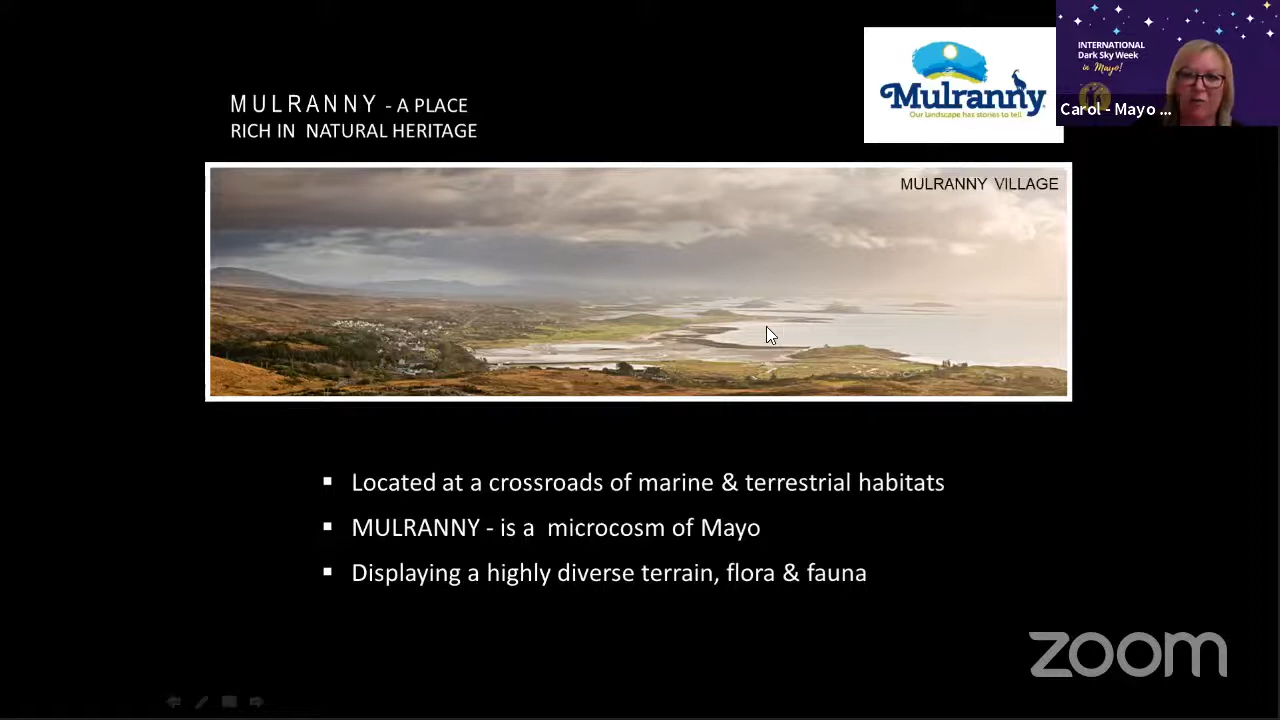 MULRANNY - A PLACE
RICH IN NATURAL HERITAGE
Mulranny
Our landscape has stories to tell
INTERNATIONAL
Dark Sky Week
in Mayo!
Carol - Mayo ...
MULRANNY VILLAGE
▪ Located at a crossroads of marine & terrestrial habitats
▪ MULRANNY - is a microcosm of Mayo
▪ Displaying a highly diverse terrain, flora & fauna
zoom